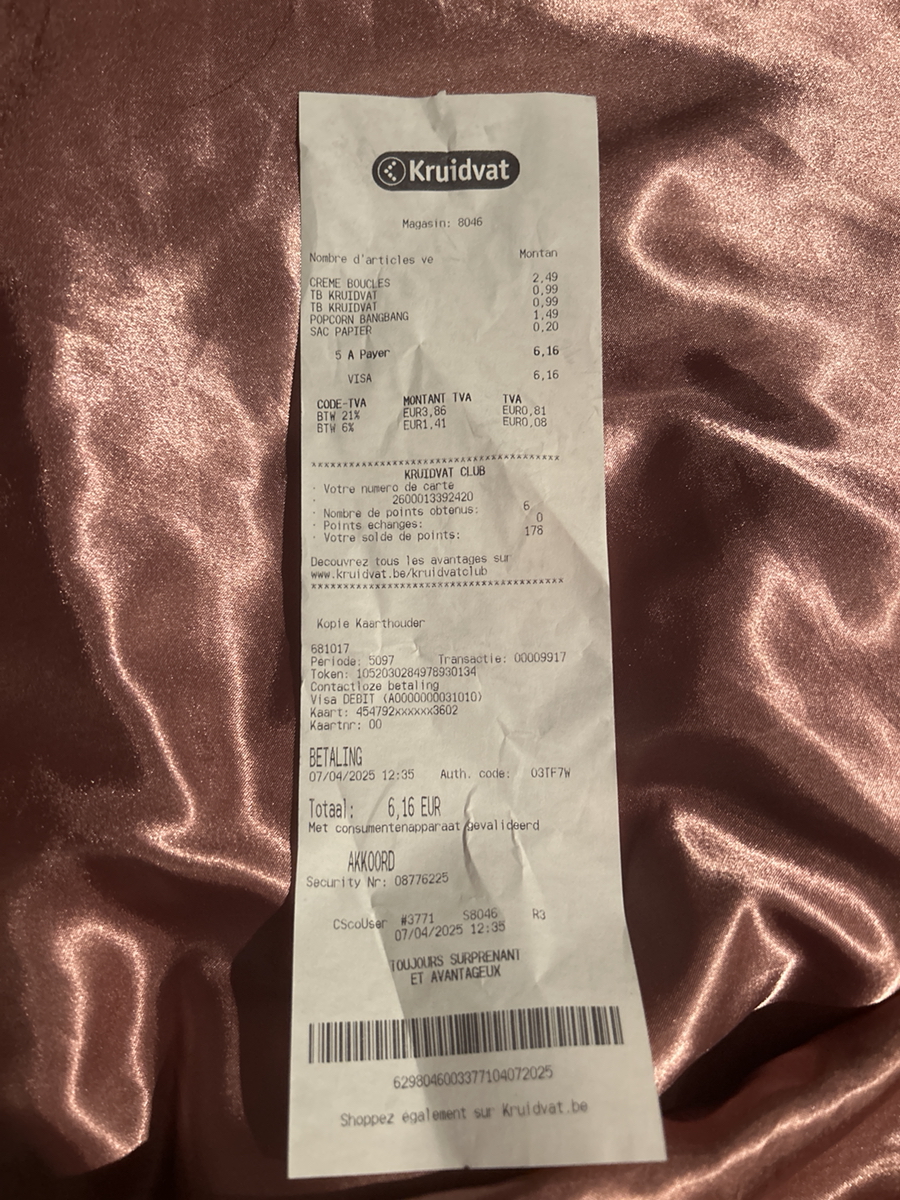 Kruidvat
Magasin: 8046
Nombre d'articles ve Montan
CREME BOUCLES 2,49
TB KRUIDVAT 0,99
TB KRUIDVAT 0,99
POPCORN BANGBANG 1,49
SAC PAPIER 0,20
5 A Payer 6,16
VISA 6,16
CODE-TVA MONTANT TVA TVA
BTW 21% EUR3,86 EUR0,81
BTW 6% EUR1,41 EUR0,08
×××××××××××××××××××××××××××××××××××××××
KRUIDVAT CLUB
· Votre numero de carte
· 2600013392420
· Nombre de points obtenus: 6
· Points echanges: 0
· Votre solde de points: 178
Decouvrez tous les avantages sur
www.kruidvat.be/kruidvatclub
×××××××××××××××××××××××××××××××××××××××
Kopie Kaarthouder
681017
Periode: 5097 Transactie: 00009917
Token: 1052030284978930134
Contactloze betaling
Visa DEBIT (A0000000031010)
Kaart: 454792xxxxxx3602
Kaartnr: 00
BETALING
07/04/2025 12:35 Auth. code: 03TF7W
Totaal: 6,16 EUR
Met consumentenapparaat gevalideerd
AKKOORD
Security Nr: 08776225
CScoUser #3771 S8046 R3
07/04/2025 12:35
TOUJOURS SURPRENANT
ET AVANTAGEUX
6298046003377104072025
Shoppez egalement sur Kruidvat.be